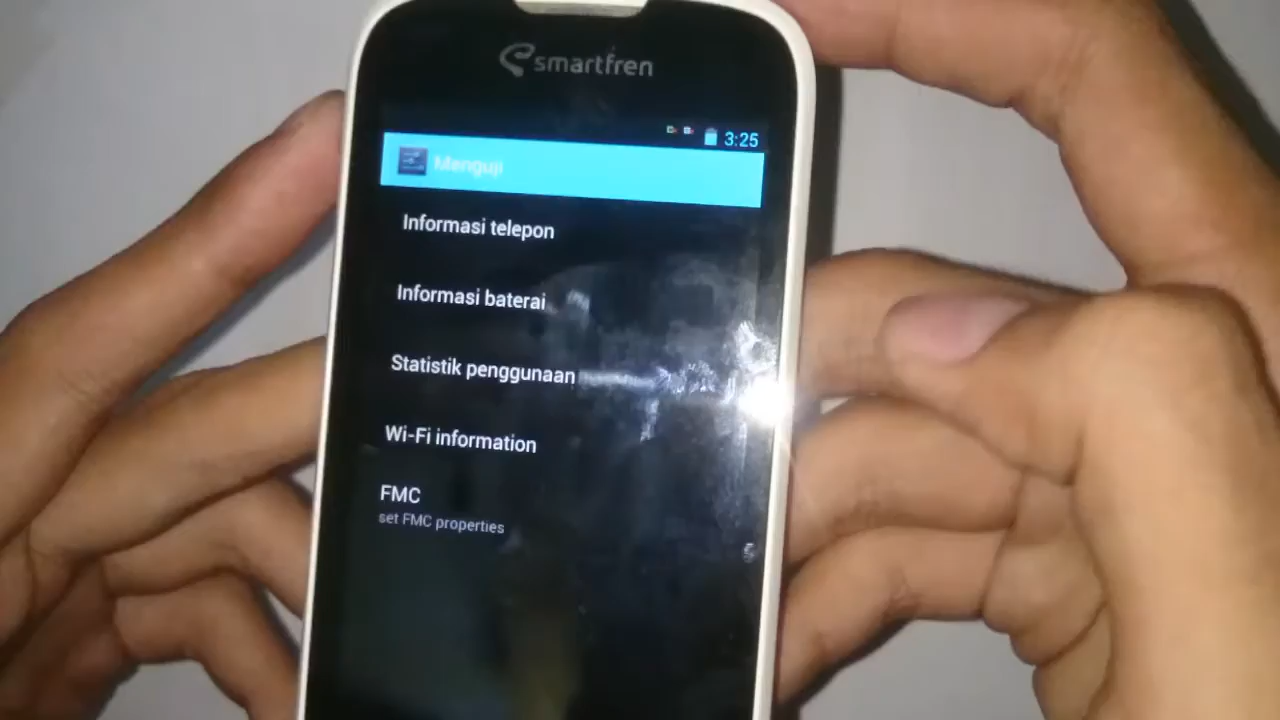 smartfren
3:25
Menguji
Informasi telepon
Informasi baterai
Statistik penggunaan
Wi-Fi information
FMC
set FMC properties